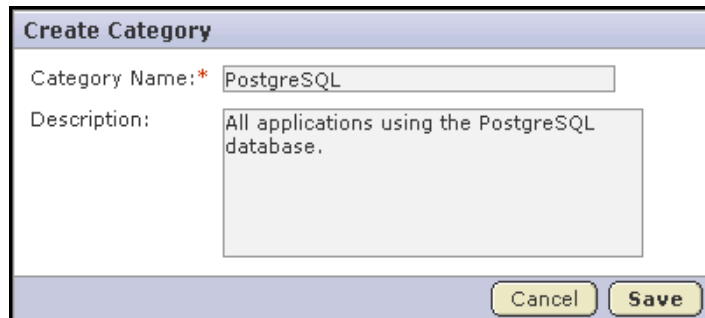 Create Category
Category Name:* PostgreSQL
Description: All applications using the PostgreSQL
database.
Cancel Save